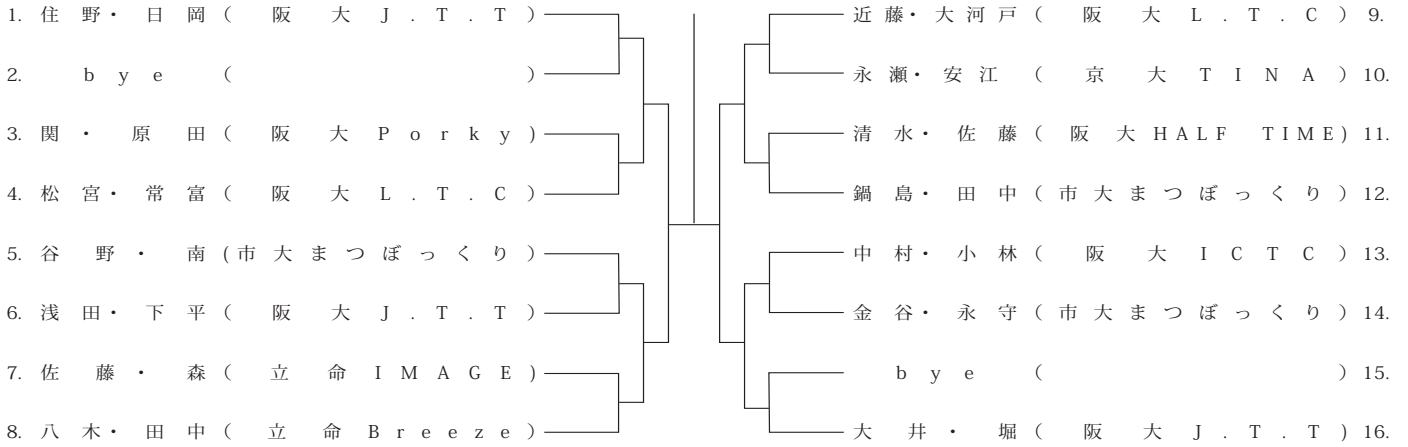 1. 住野・日岡(阪大J.T.T)
2. bye ( )
3. 関・原田(阪大Porky)
4. 松宮・常富(阪大L.T.C)
5. 谷野・南(市大まつぼっくり)
6. 浅田・下平(阪大J.T.T)
7. 佐藤・森(立命IMAGE)
8. 八木・田中(立命Breeze)
近藤・大河戸(阪大L.T.C) 9.
永瀬・安江(京大TINA) 10.
清水・佐藤(阪大HALF TIME) 11.
鍋島・田中(市大まつぼっくり) 12.
中村・小林(阪大ICTC) 13.
金谷・永守(市大まつぼっくり) 14.
bye ( ) 15.
大井・堀(阪大J.T.T) 16.